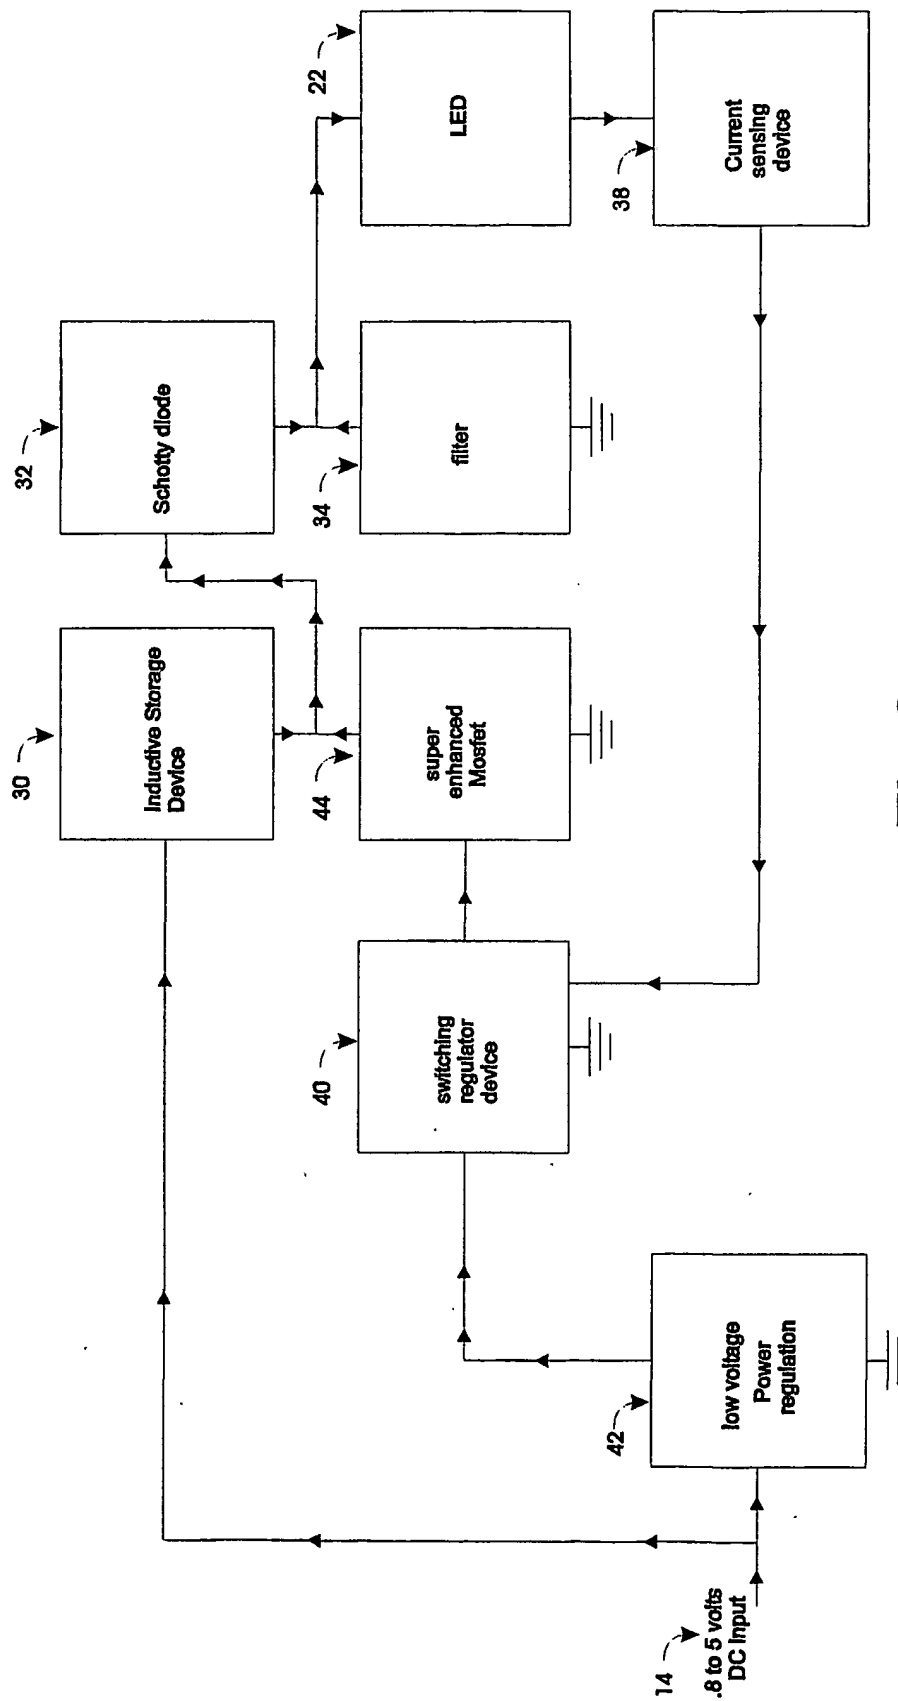 30
Inductive Storage
Device
32
Schotty diode
40
switching
regulator
device
44
super
enhanced
Mosfet
34
filter
22
LED
14
.8 to 5 volts
DC Input
42
low voltage
Power
regulation
38
Current
sensing
device